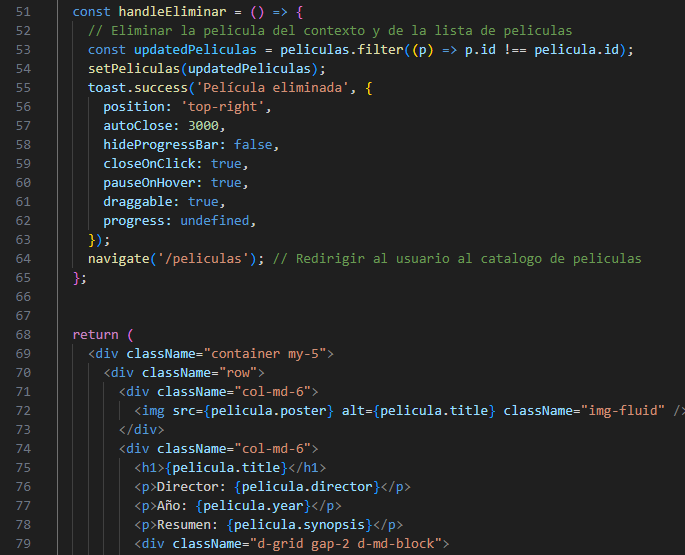 51 const handleEliminar = () => {
52 // Eliminar la pelicula del contexto y de la lista de peliculas
53 const updatedPeliculas = peliculas.filter((p) => p.id !== pelicula.id);
54 setPeliculas(updatedPeliculas);
55 toast.success('Película eliminada', {
56 position: 'top-right',
57 autoClose: 3000,
58 hideProgressBar: false,
59 closeOnClick: true,
60 pauseOnHover: true,
61 draggable: true,
62 progress: undefined,
63 });
64 navigate('/peliculas'); // Redirigir al usuario al catalogo de peliculas
65 };
66
67
68 return (
69 <div className="container my-5">
70 <div className="row">
71 <div className="col-md-6">
72 <img src={pelicula.poster} alt={pelicula.title} className="img-fluid" />
73 </div>
74 <div className="col-md-6">
75 <h1>{pelicula.title}</h1>
76 <p>Director: {pelicula.director}</p>
77 <p>Año: {pelicula.year}</p>
78 <p>Resumen: {pelicula.synopsis}</p>
79 <div className="d-grid gap-2 d-md-block">